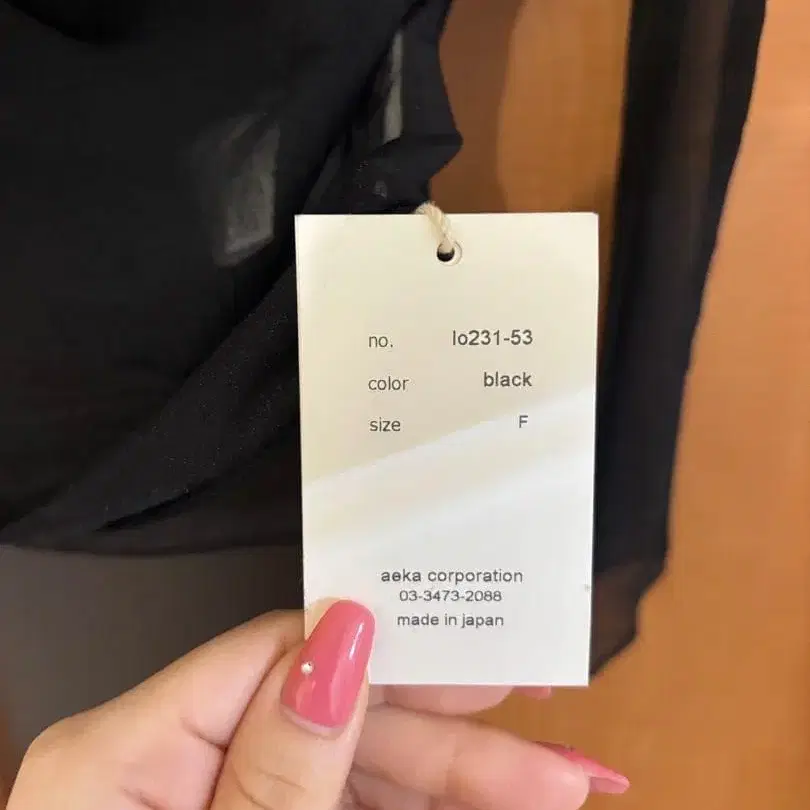 no. lo231-53
color black
size F
aeka corporation
03-3473-2088
made in japan